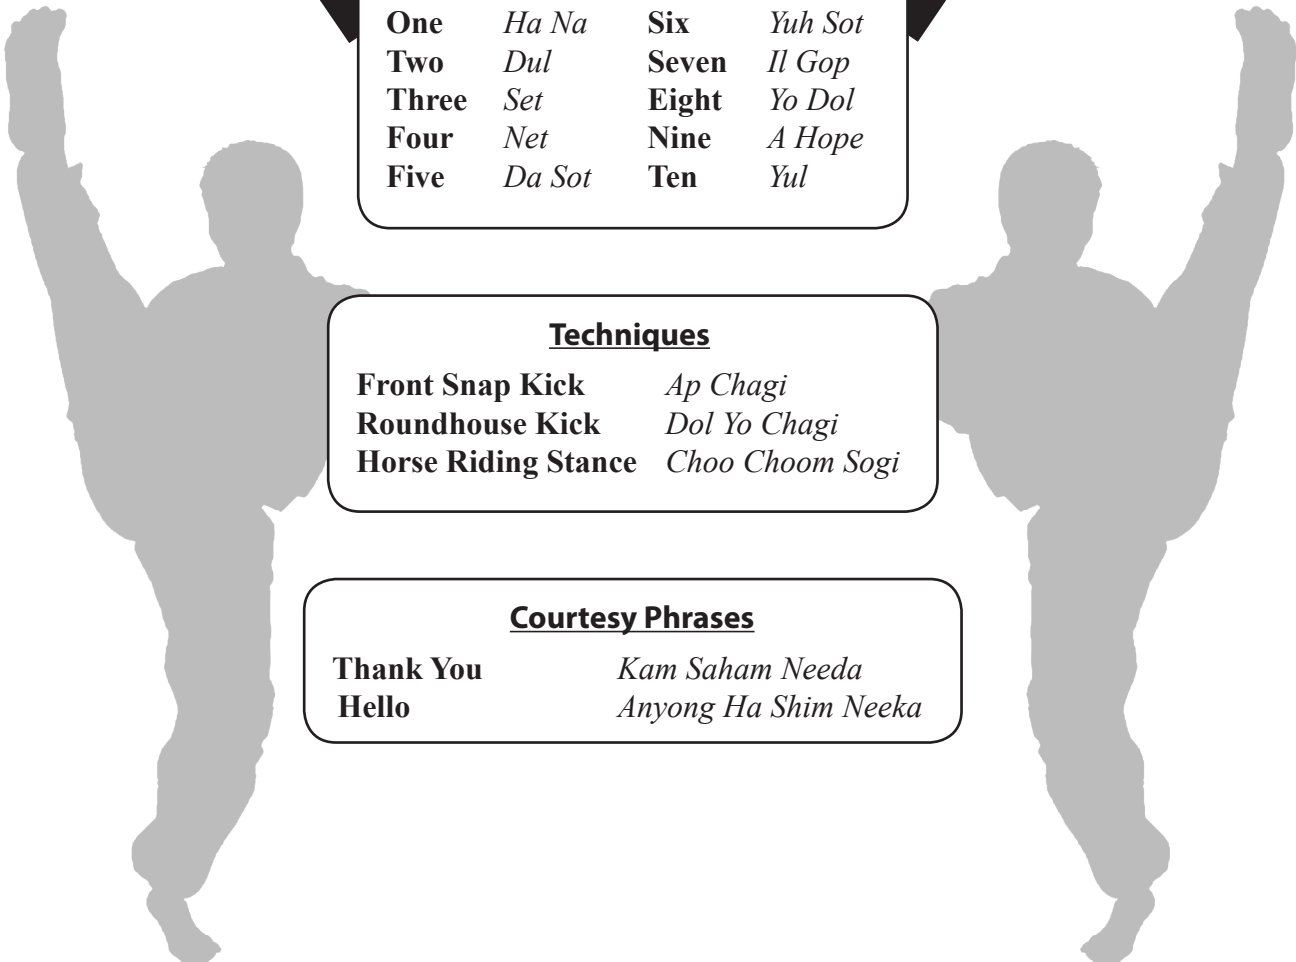 One Ha Na Six Yuh Sot
Two Dul Seven Il Gop
Three Set Eight Yo Dol
Four Net Nine A Hope
Five Da Sot Ten Yul
Techniques
Front Snap Kick Ap Chagi
Roundhouse Kick Dol Yo Chagi
Horse Riding Stance Choo Choom Sogi
Courtesy Phrases
Thank You Kam Saham Needa
Hello Anyong Ha Shim Neeka